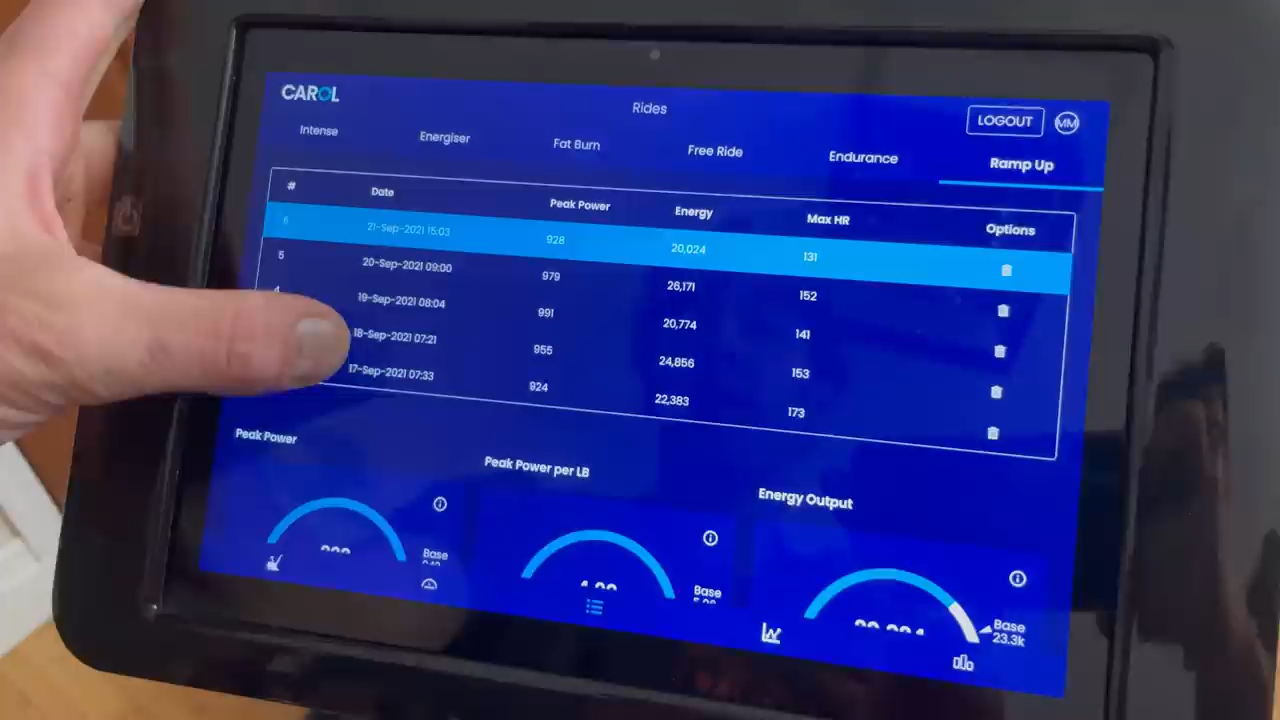 CAROL
Rides
LOGOUT
MM
Intense Energiser Fat Burn Free Ride Endurance Ramp Up
# Date Peak Power Energy Max HR Options
6 21-Sep-2021 15:03 928 20,024 131
5 20-Sep-2021 09:00 979 26,171 152
19-Sep-2021 08:04 991 20,774 141
18-Sep-2021 07:21 955 24,856 153
17-Sep-2021 07:33 924 22,383 173
Peak Power
Peak Power per LB
Energy Output
Base
Base
Base
23.3k